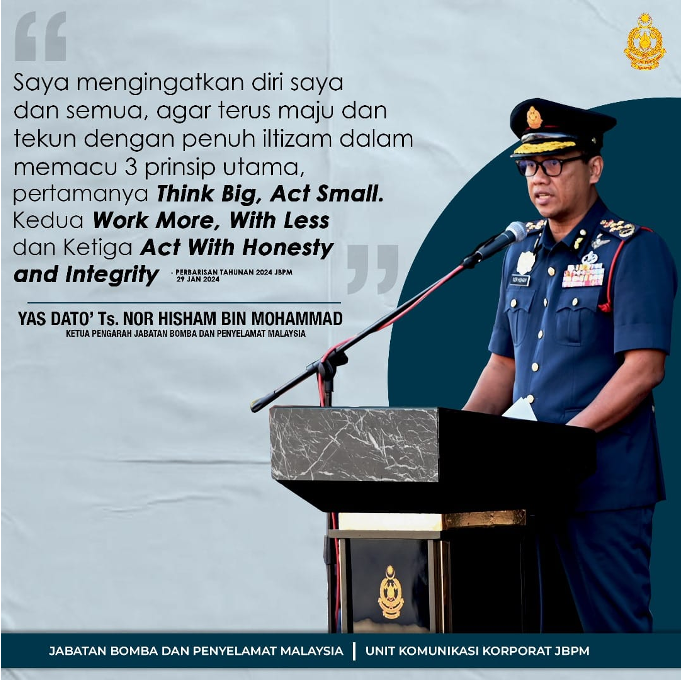 Saya mengingatkan diri saya
dan semua, agar terus maju dan
tekun dengan penuh iltizam dalam
memacu 3 prinsip utama,
pertamanya Think Big, Act Small.
Kedua Work More, With Less
dan Ketiga Act With Honesty
and Integrity - PERBARISAN TAHUNAN 2024 JBPM
29 JAN 2024
YAS DATO' Ts. NOR HISHAM BIN MOHAMMAD
KETUA PENGARAH JABATAN BOMBA DAN PENYELAMAT MALAYSIA
JABATAN BOMBA DAN PENYELAMAT MALAYSIA | UNIT KOMUNIKASI KORPORAT JBPM